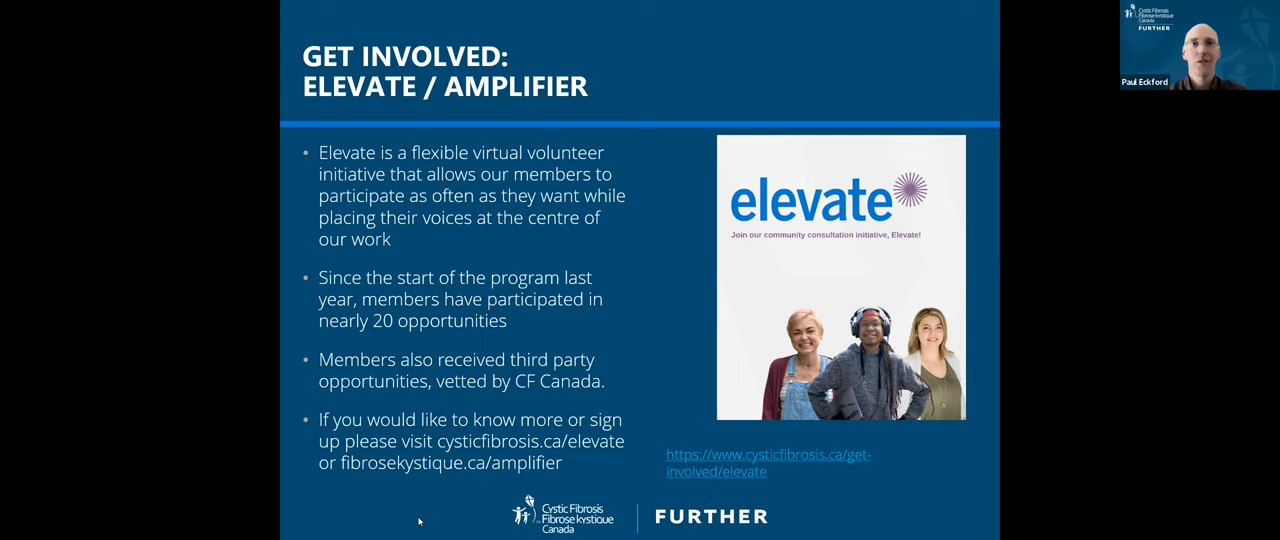 GET INVOLVED:
ELEVATE / AMPLIFIER
• Elevate is a flexible virtual volunteer
initiative that allows our members to
participate as often as they want while
placing their voices at the centre of
our work
• Since the start of the program last
year, members have participated in
nearly 20 opportunities
• Members also received third party
opportunities, vetted by CF Canada.
• If you would like to know more or sign
up please visit cysticfibrosis.ca/elevate
or fibrosekystique.ca/amplifier
elevate
Join our community consultation initiative, Elevate!
https://www.cysticfibrosis.ca/get-
involved/elevate
Cystic Fibrosis
Fibrose kystique
Canada
FURTHER
Cystic Fibrosis
Fibrose kystique
Canada
FURTHER
Paul Eckford